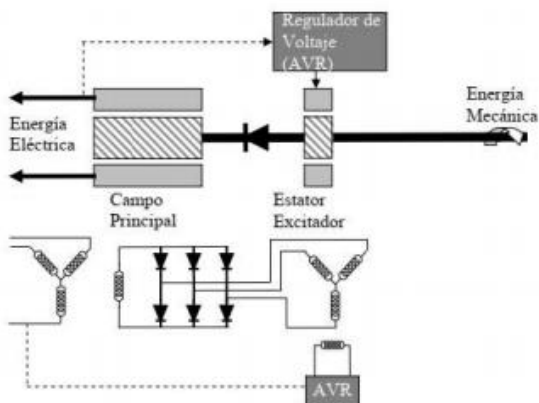 Regulador de
Voltaje
(AVR)
Energía
Eléctrica
Energía
Mecánica
Campo
Principal
Estator
Excitador
AVR